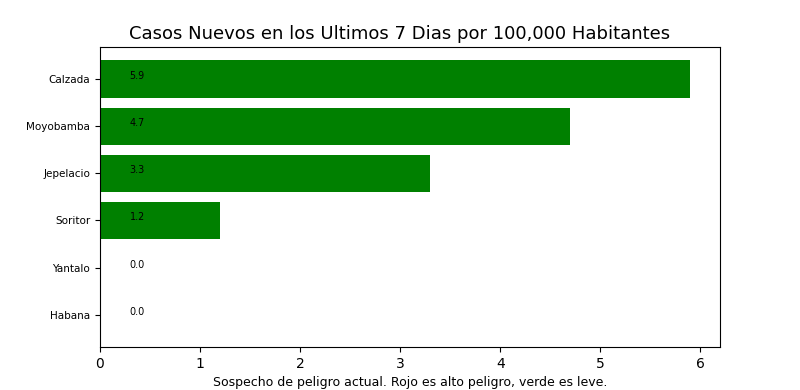 Casos Nuevos en los Ultimos 7 Dias por 100,000 Habitantes
Calzada 5.9
Moyobamba 4.7
Jepelacio 3.3
Soritor 1.2
Yantalo 0.0
Habana 0.0
0 1 2 3 4 5 6
Sospecho de peligro actual. Rojo es alto peligro, verde es leve.